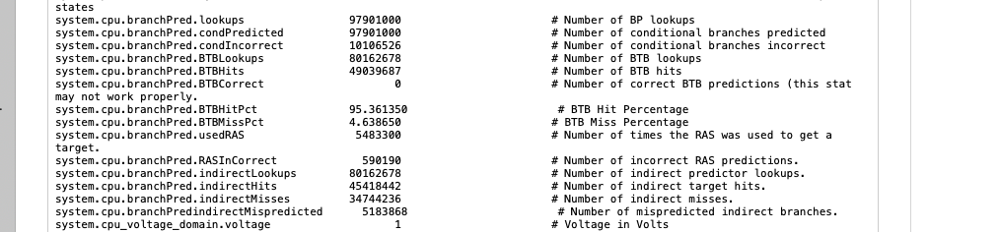 states
system.cpu.branchPred.lookups 97901000 # Number of BP lookups
system.cpu.branchPred.condPredicted 97901000 # Number of conditional branches predicted
system.cpu.branchPred.condIncorrect 10106526 # Number of conditional branches incorrect
system.cpu.branchPred.BTBLookups 80162678 # Number of BTB lookups
system.cpu.branchPred.BTBHits 49039687 # Number of BTB hits
system.cpu.branchPred.BTBCorrect 0 # Number of correct BTB predictions (this stat
may not work properly.
system.cpu.branchPred.BTBHitPct 95.361350 # BTB Hit Percentage
system.cpu.branchPred.BTBMissPct 4.638650 # BTB Miss Percentage
system.cpu.branchPred.usedRAS 5483300 # Number of times the RAS was used to get a
target.
system.cpu.branchPred.RASInCorrect 590190 # Number of incorrect RAS predictions.
system.cpu.branchPred.indirectLookups 80162678 # Number of indirect predictor lookups.
system.cpu.branchPred.indirectHits 45418442 # Number of indirect target hits.
system.cpu.branchPred.indirectMisses 34744236 # Number of indirect misses.
system.cpu.branchPredindirectMispredicted 5183868 # Number of mispredicted indirect branches.
system.cpu_voltage_domain.voltage 1 # Voltage in Volts